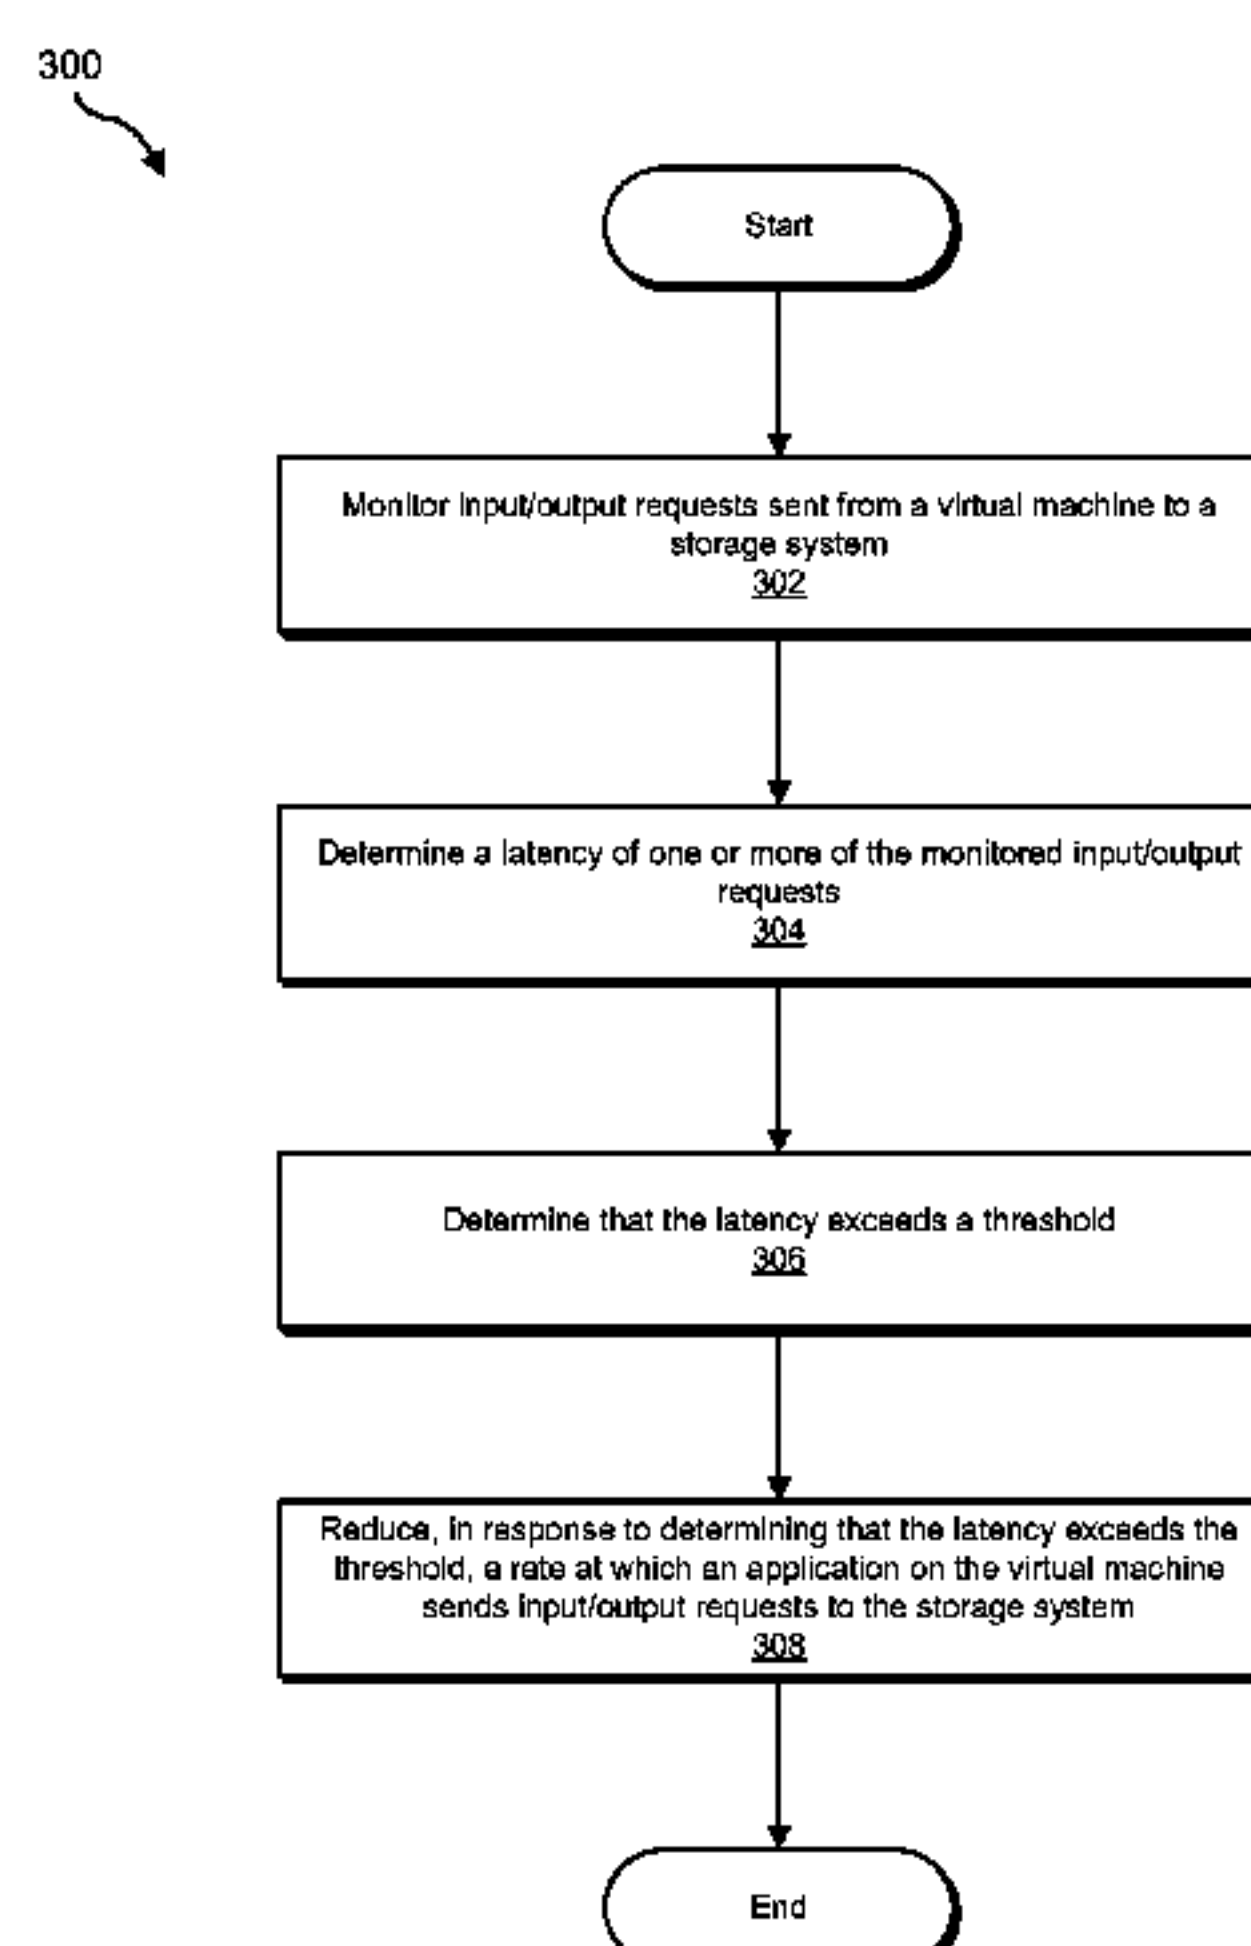 300
Start
Monitor input/output requests sent from a virtual machine to a
storage system
302
Determine a latency of one or more of the monitored input/output
requests
304
Determine that the latency exceeds a threshold
306
Reduce, in response to determining that the latency exceeds the
threshold, a rate at which an application on the virtual machine
sends input/output requests to the storage system
308
End